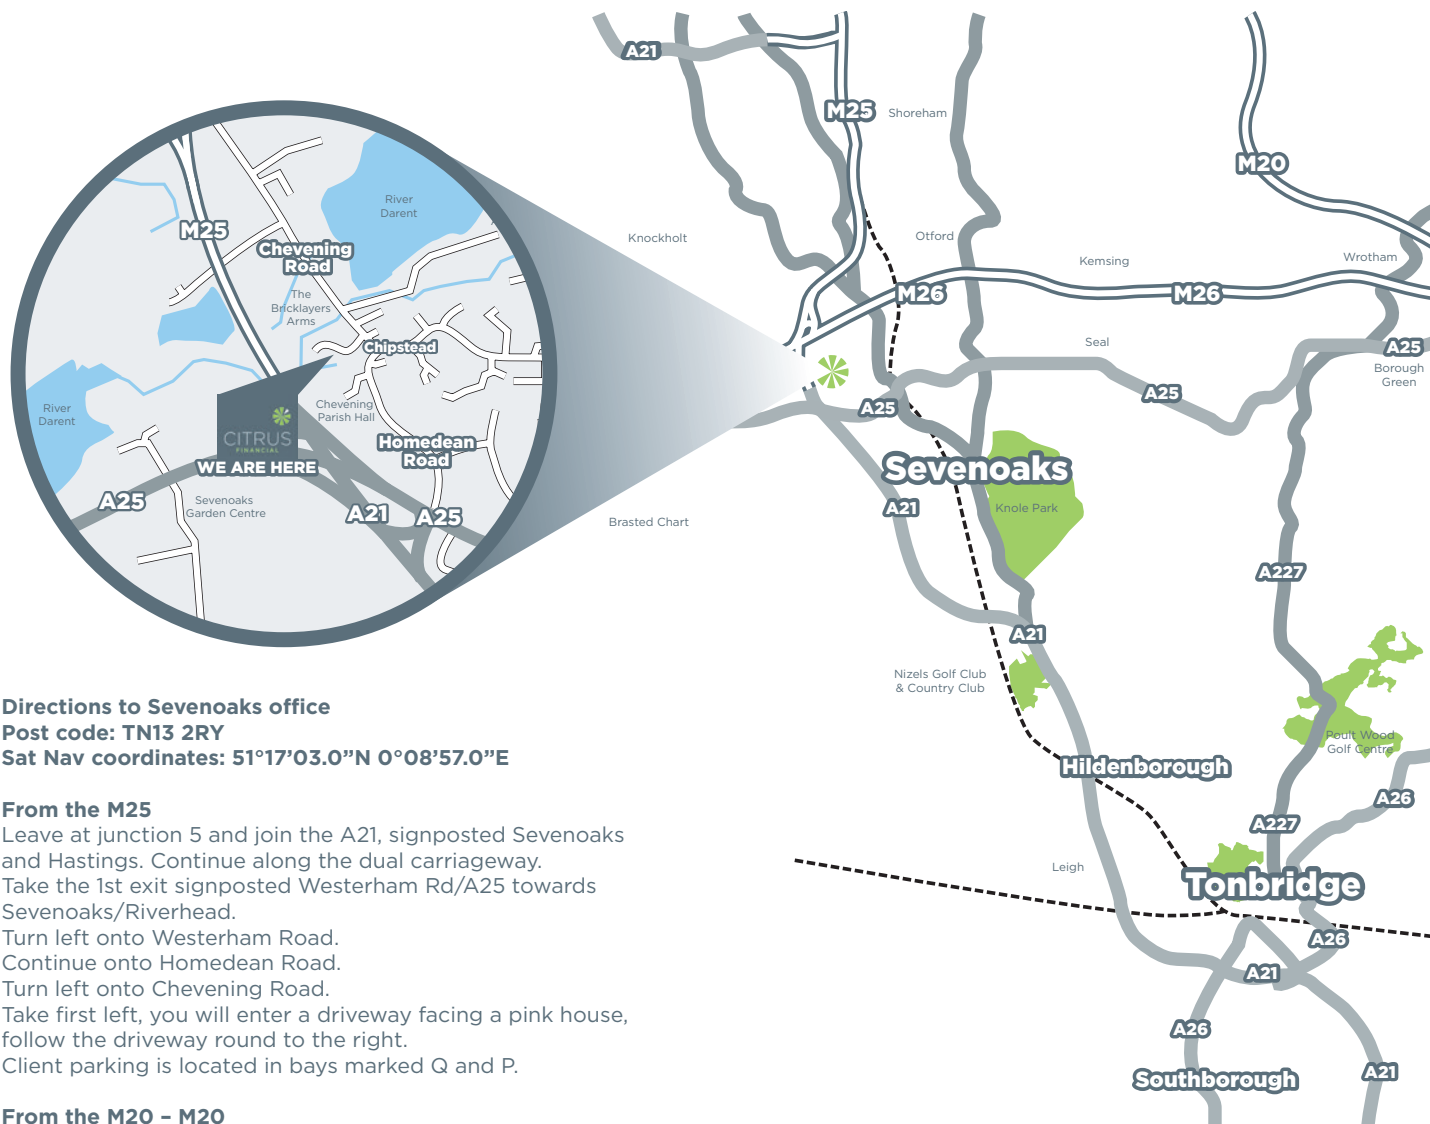 A21
M25
Shoreham
M20
Knockholt
Otford
Kemsing
Wrotham
M26
M26
Seal
A25
Borough
Green
A25
A25
Sevenoaks
Knole Park
A21
Brasted Chart
A227
A21
Nizels Golf Club
& Country Club
Poult Wood
Golf Centre
Hildenborough
A26
A227
Leigh
Tonbridge
A26
A21
A26
Southborough
A21
River
Darent
M25
Chevening
Road
The
Bricklayers
Arms
Chipstead
River
Darent
Chevening
Parish Hall
CITRUS
FINANCIAL
WE ARE HERE
Homedean
Road
A25
Sevenoaks
Garden Centre
A21
A25
Directions to Sevenoaks office
Post code: TN13 2RY
Sat Nav coordinates: 51°17’03.0”N 0°08’57.0”E
From the M25
Leave at junction 5 and join the A21, signposted Sevenoaks
and Hastings. Continue along the dual carriageway.
Take the 1st exit signposted Westerham Rd/A25 towards
Sevenoaks/Riverhead.
Turn left onto Westerham Road.
Continue onto Homedean Road.
Turn left onto Chevening Road.
Take first left, you will enter a driveway facing a pink house,
follow the driveway round to the right.
Client parking is located in bays marked Q and P.
From the M20 – M20